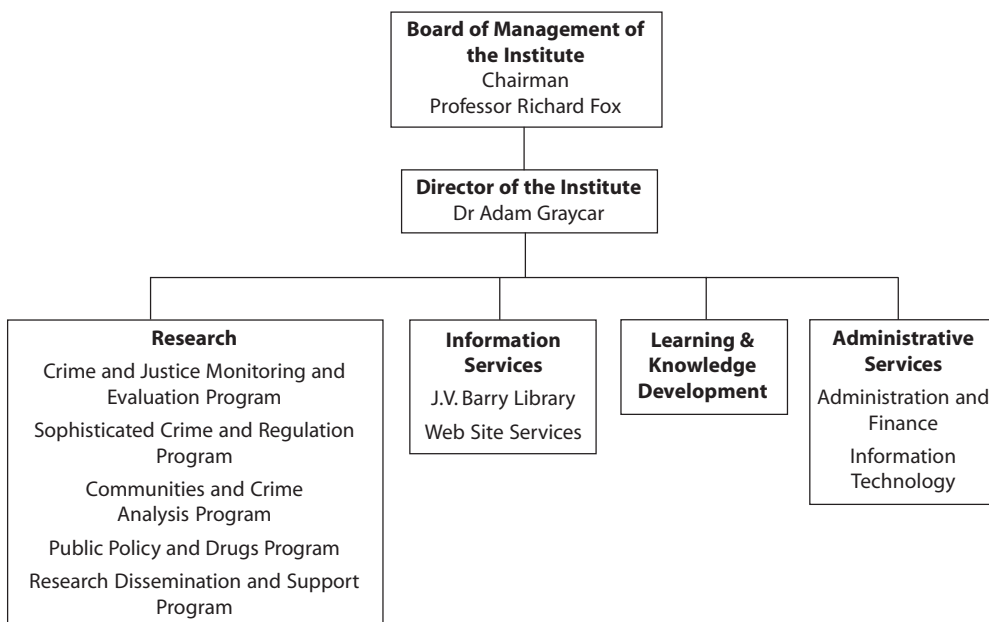 Board of Management of
the Institute
Chairman
Professor Richard Fox
Director of the Institute
Dr Adam Graycar
Research
Crime and Justice Monitoring and
Evaluation Program
Sophisticated Crime and Regulation
Program
Communities and Crime
Analysis Program
Public Policy and Drugs Program
Research Dissemination and Support
Program
Information
Services
J.V. Barry Library
Web Site Services
Learning &
Knowledge
Development
Administrative
Services
Administration and
Finance
Information
Technology